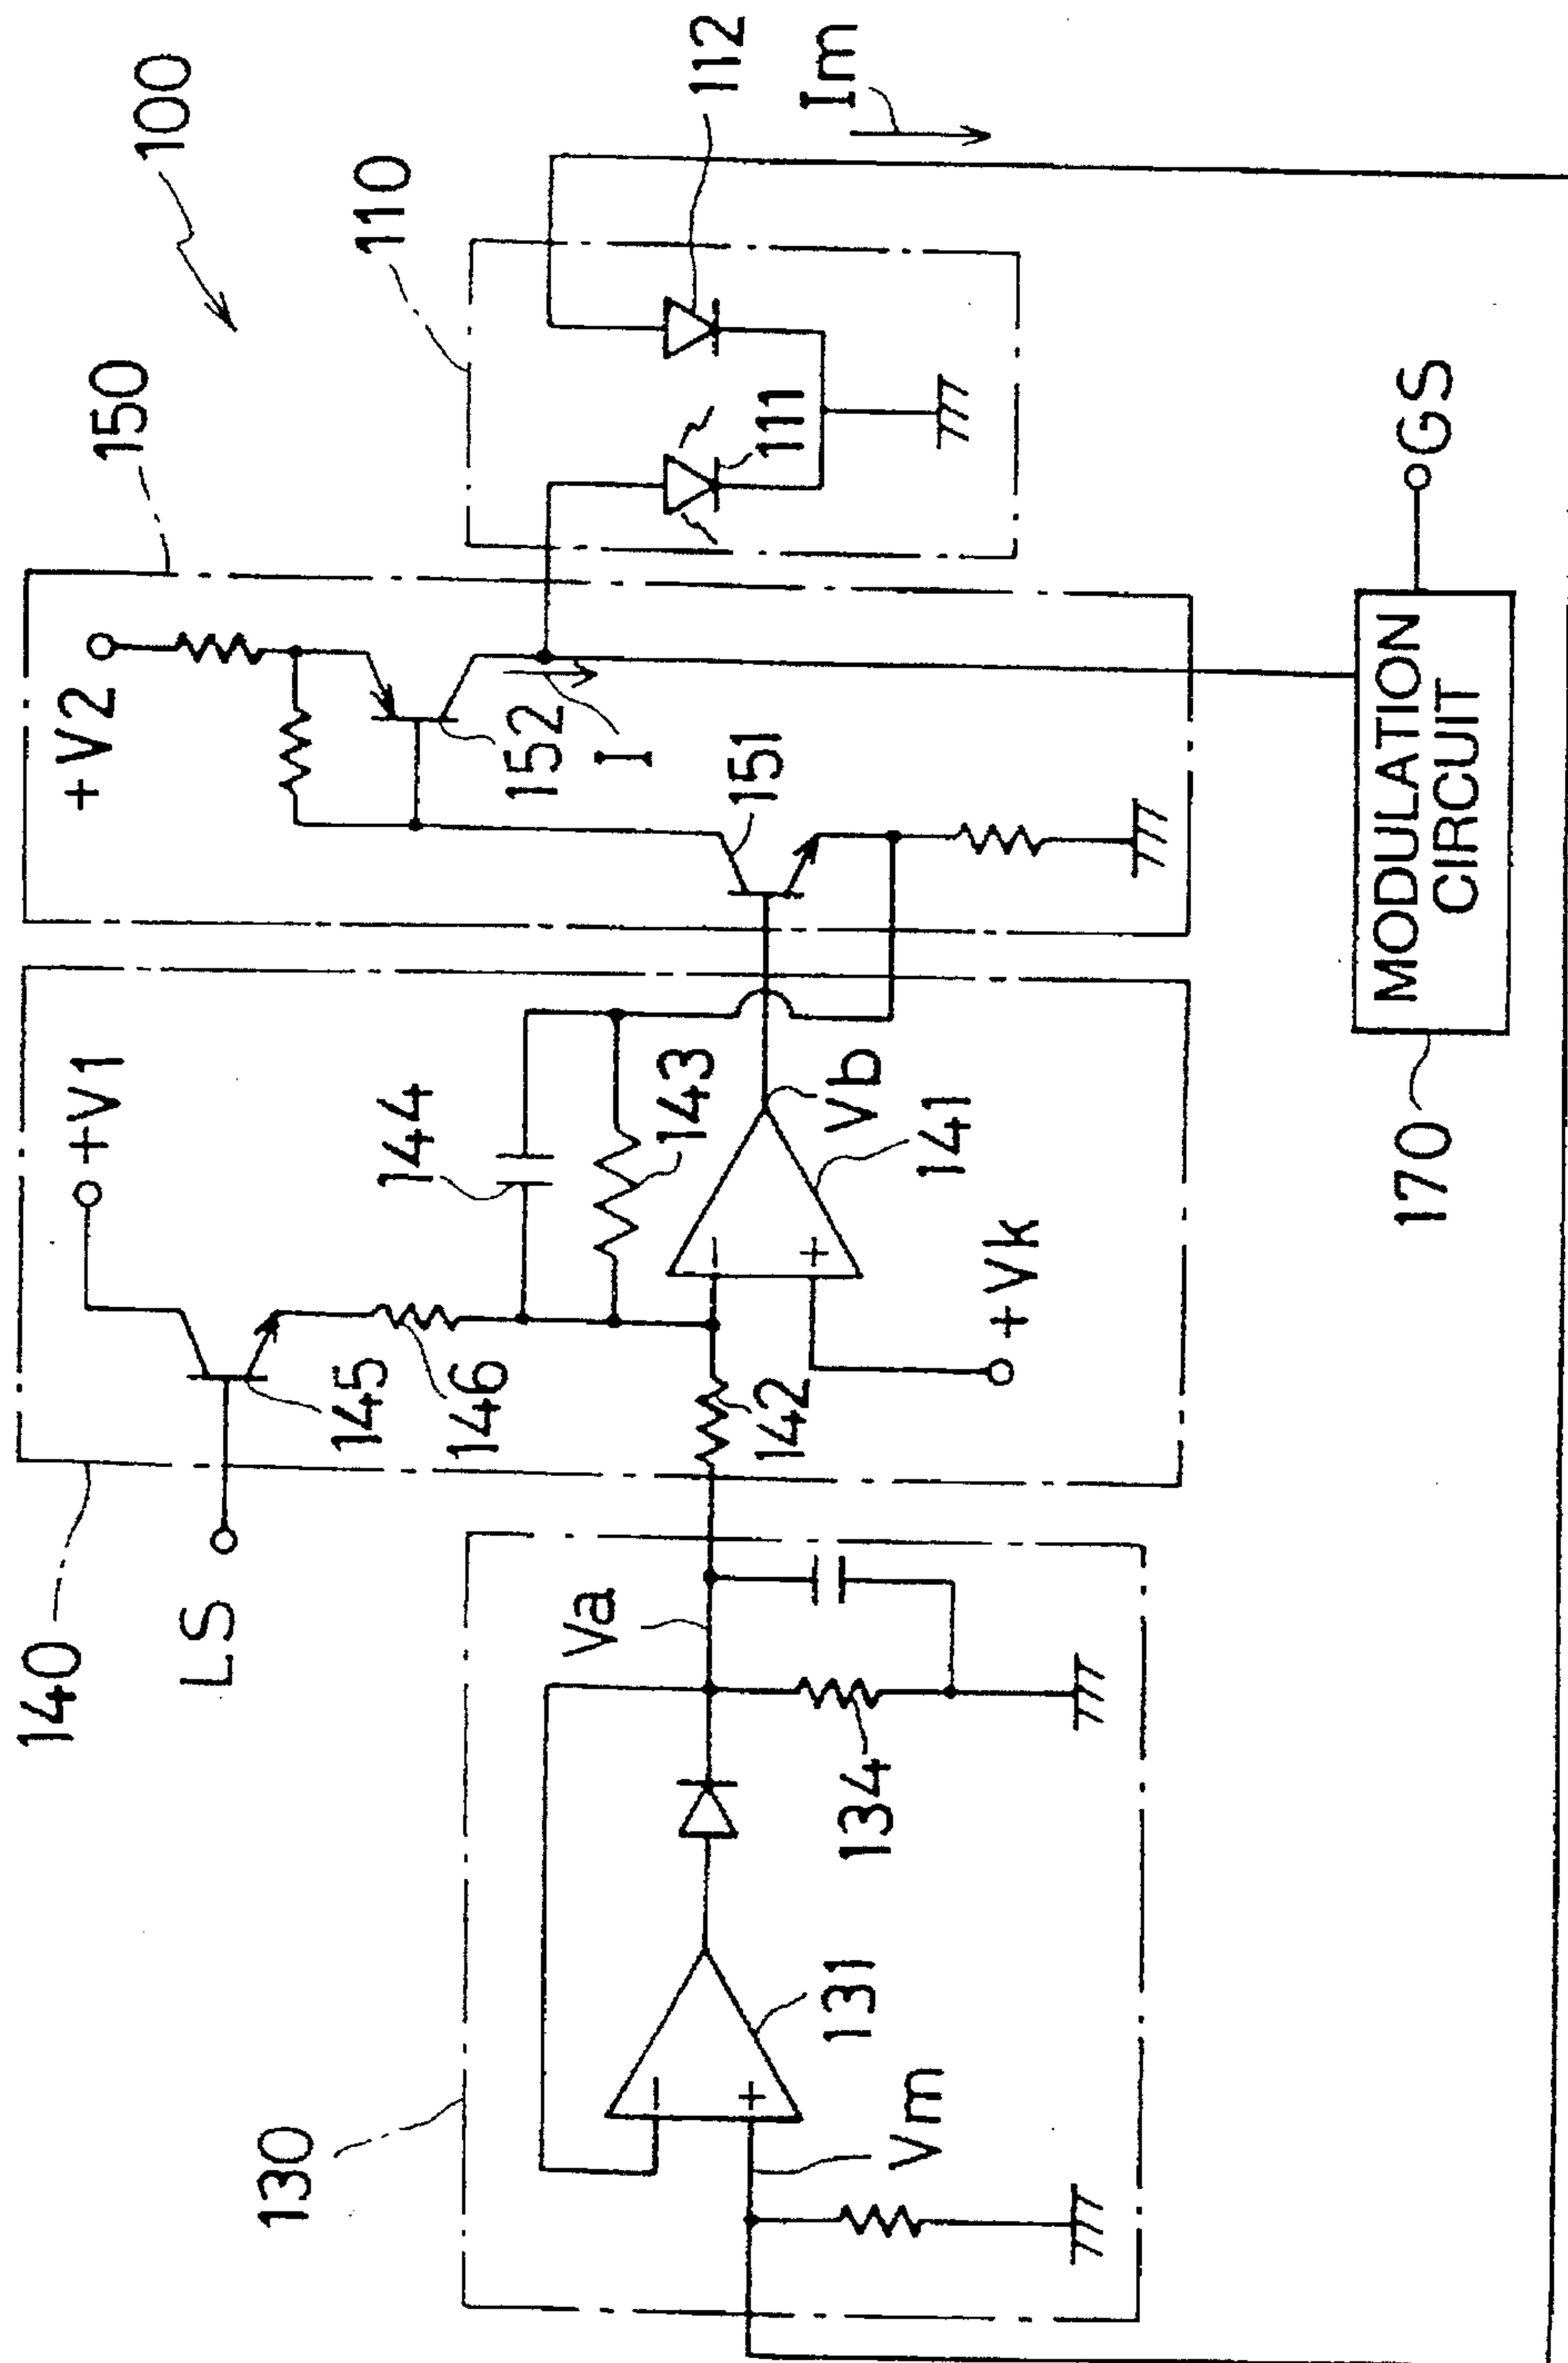 100
112
Im
110
150
+V2
152
I
151
111
GS
MODULATION
CIRCUIT
170
140
+V1
144
143
145
146
LS
142
Vb
141
+Vk
130
Va
134
131
Vm
-
+
-
+